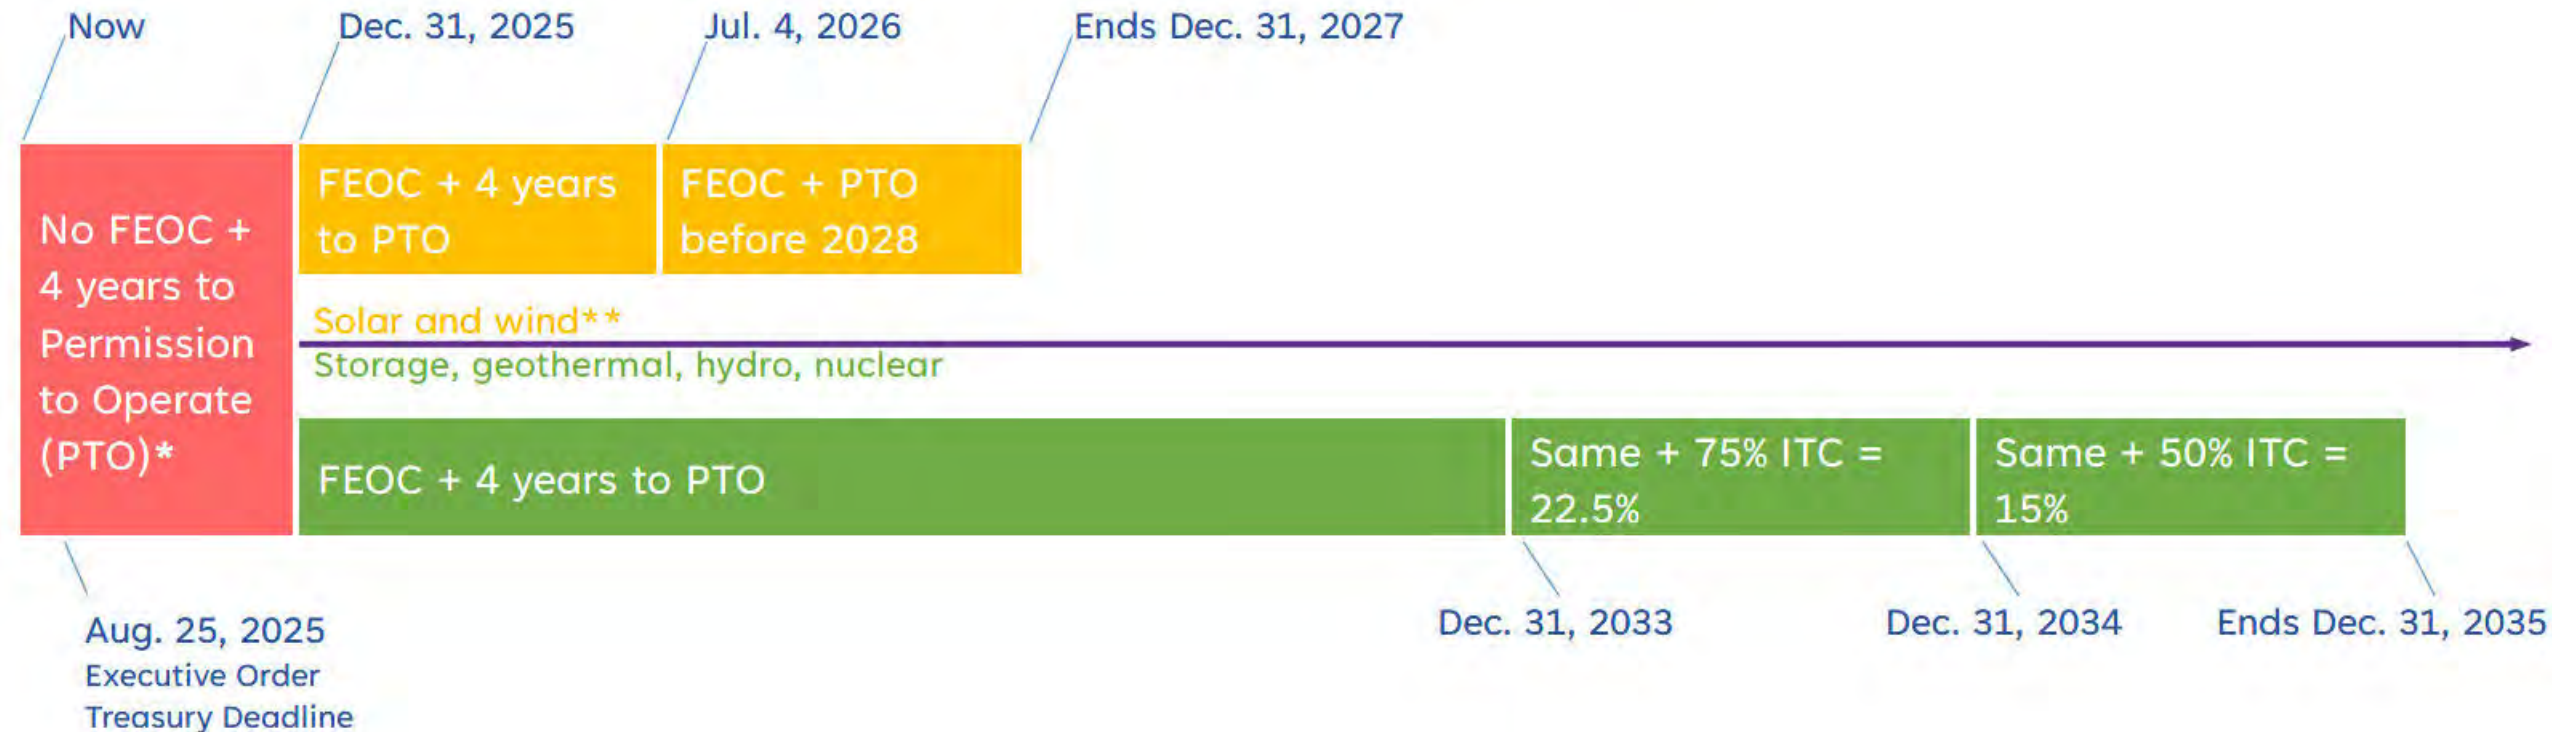 Now
Dec. 31, 2025
Jul. 4, 2026
Ends Dec. 31, 2027
No FEOC +
4 years to
Permission
to Operate
(PTO)*
FEOC + 4 years
to PTO
FEOC + PTO
before 2028
Solar and wind**
Storage, geothermal, hydro, nuclear
FEOC + 4 years to PTO
Same + 75% ITC =
22.5%
Same + 50% ITC =
15%
Aug. 25, 2025
Executive Order
Treasury Deadline
Dec. 31, 2033
Dec. 31, 2034
Ends Dec. 31, 2035